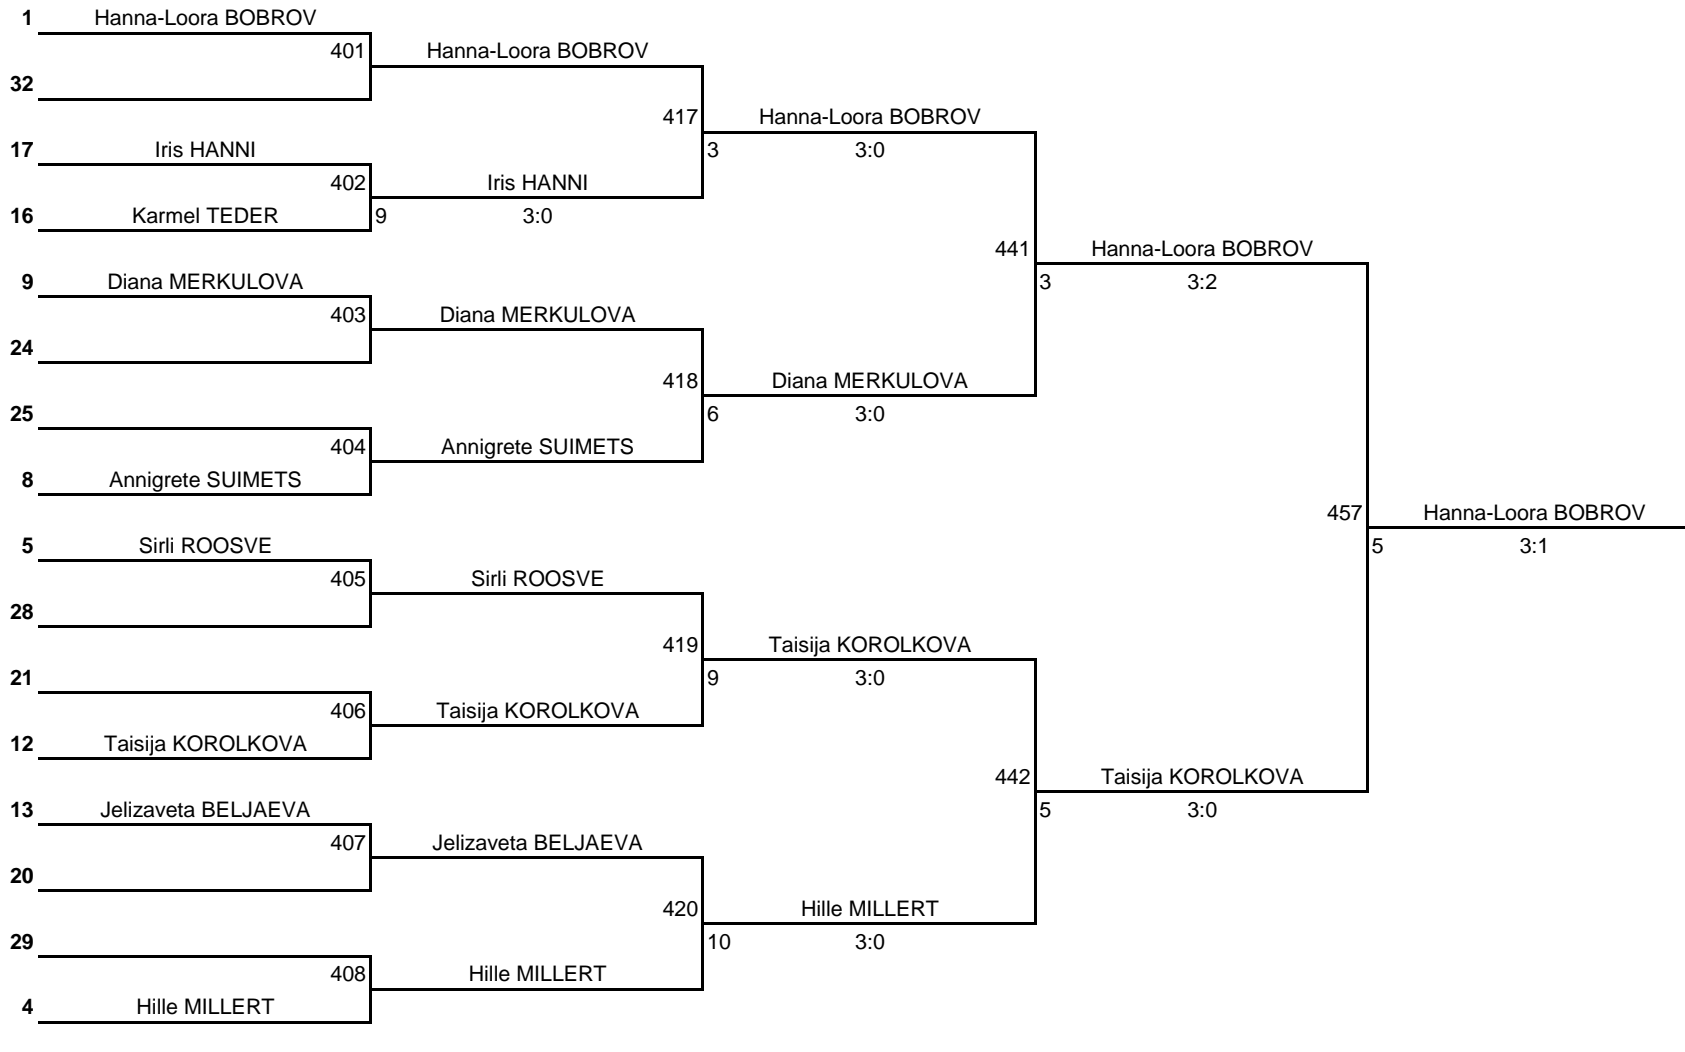 1 Hanna-Loora BOBROV
401 Hanna-Loora BOBROV
32
417 Hanna-Loora BOBROV
17 Iris HANNI 3 3:0
402 Iris HANNI
16 Karmel TEDER 9 3:0
441 Hanna-Loora BOBROV
9 Diana MERKULOVA 3 3:2
403 Diana MERKULOVA
24
418 Diana MERKULOVA
25 6 3:0
404 Annigrete SUIMETS
8 Annigrete SUIMETS
457 Hanna-Loora BOBROV
5 Sirli ROOSVE 5 3:1
405 Sirli ROOSVE
28
419 Taisija KOROLKOVA
21 9 3:0
406 Taisija KOROLKOVA
12 Taisija KOROLKOVA
442 Taisija KOROLKOVA
13 Jelizaveta BELJAEVA 5 3:0
407 Jelizaveta BELJAEVA
20
420 Hille MILLERT
29 10 3:0
408 Hille MILLERT
4 Hille MILLERT